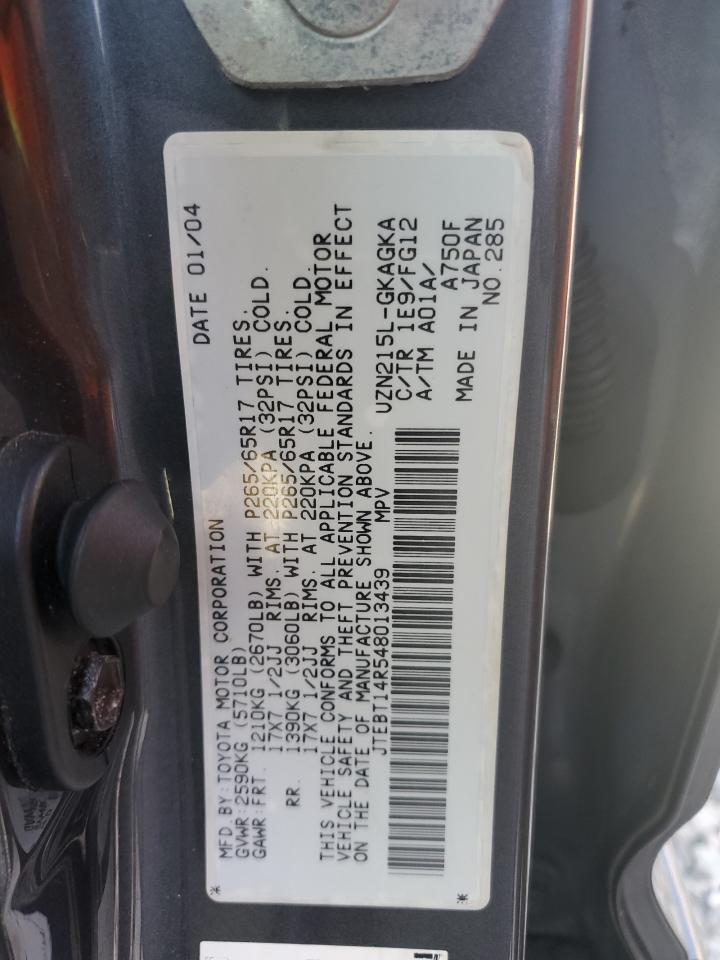 DATE 01/04
MFD. BY: TOYOTA MOTOR CORPORATION
GVWR: 2590KG (5710LB)
GAWR: FRT. 1210KG (2670LB) WITH P265/65R17 TIRES.
17X7 1/2JJ RIMS. AT 220KPA (32PSI) COLD.
RR. 1390KG (3060LB) WITH P265/65R17 TIRES.
17X7 1/2JJ RIMS. AT 220KPA (32PSI) COLD.
THIS VEHICLE CONFORMS TO ALL APPLICABLE FEDERAL MOTOR
VEHICLE SAFETY AND THEFT PREVENTION STANDARDS IN EFFECT
ON THE DATE OF MANUFACTURE SHOWN ABOVE.
JTEBT14R548013439 MPV
UZN215L-GKAGKA
C/TR 1E9/FG12
A/TM A01A/
A750F
MADE IN JAPAN
NO.285